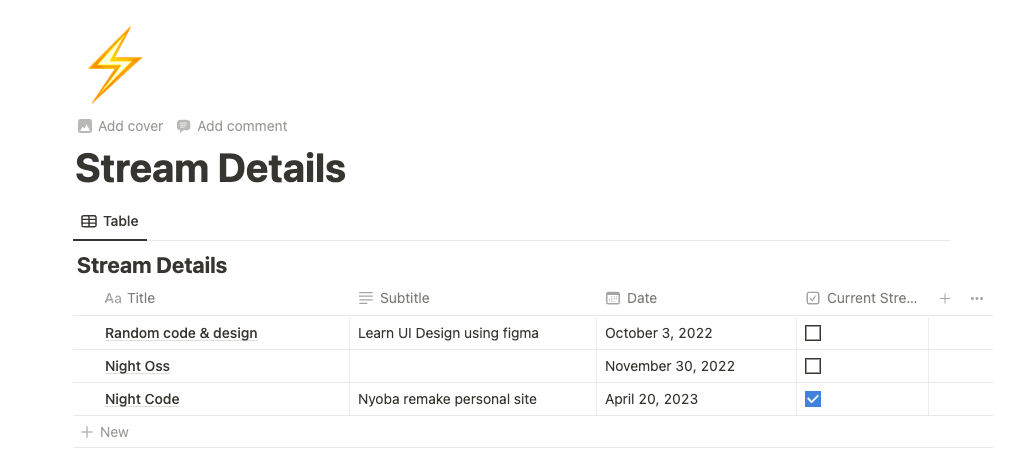 Add cover Add comment
Stream Details
Table
Stream Details
Aa Title Subtitle Date Current Stre...
Random code & design Learn UI Design using figma October 3, 2022
Night Oss November 30, 2022
Night Code Nyoba remake personal site April 20, 2023
New